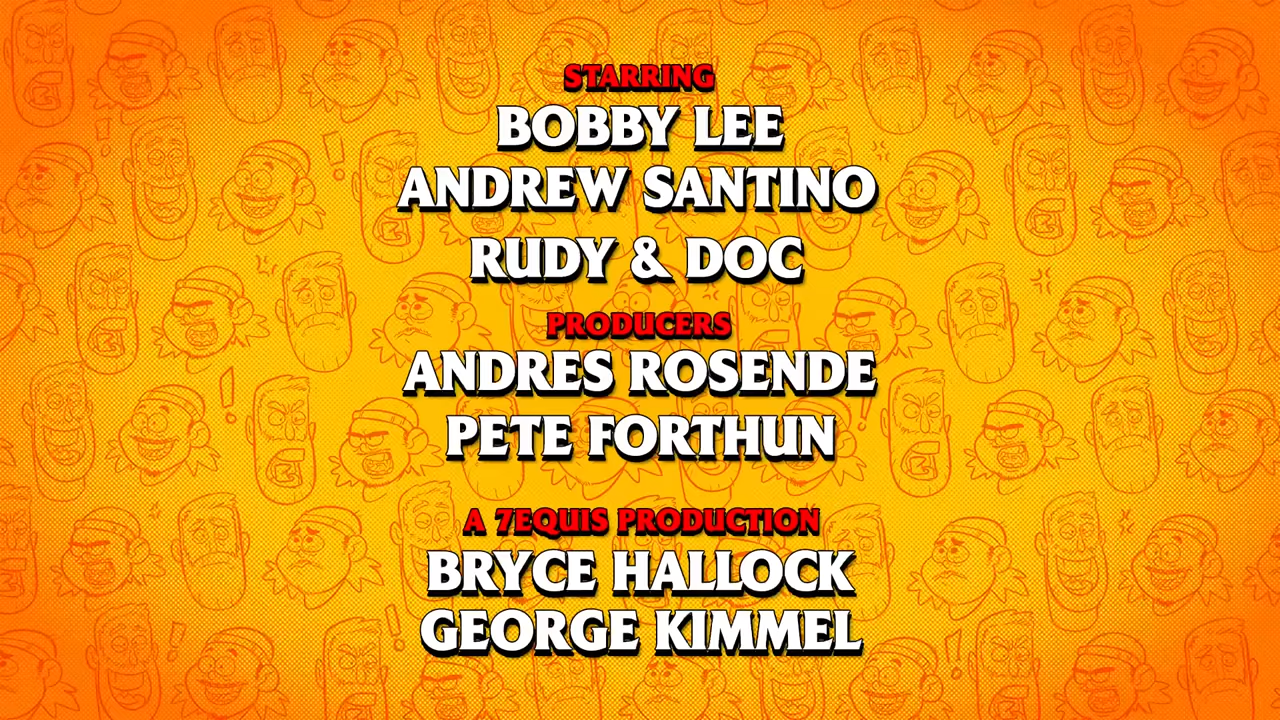 STARRING
BOBBY LEE
ANDREW SANTINO
RUDY & DOC
PRODUCERS
ANDRES ROSENDE
PETE FORTHUN
A 7EQUIS PRODUCTION
BRYCE HALLOCK
GEORGE KIMMEL